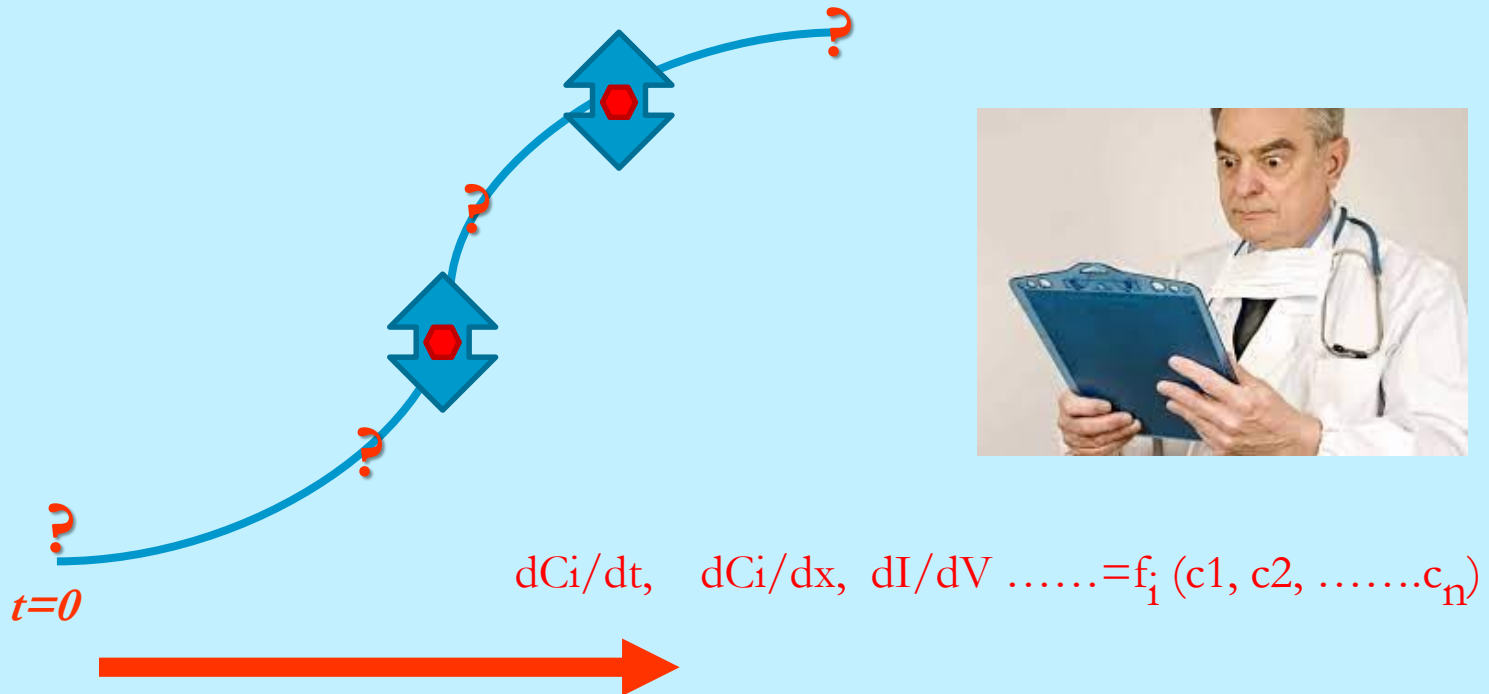 ?
?
?
?
dCi/dt, dCi/dx, dI/dV ......=fi (c1, c2, .......cn)
t=0